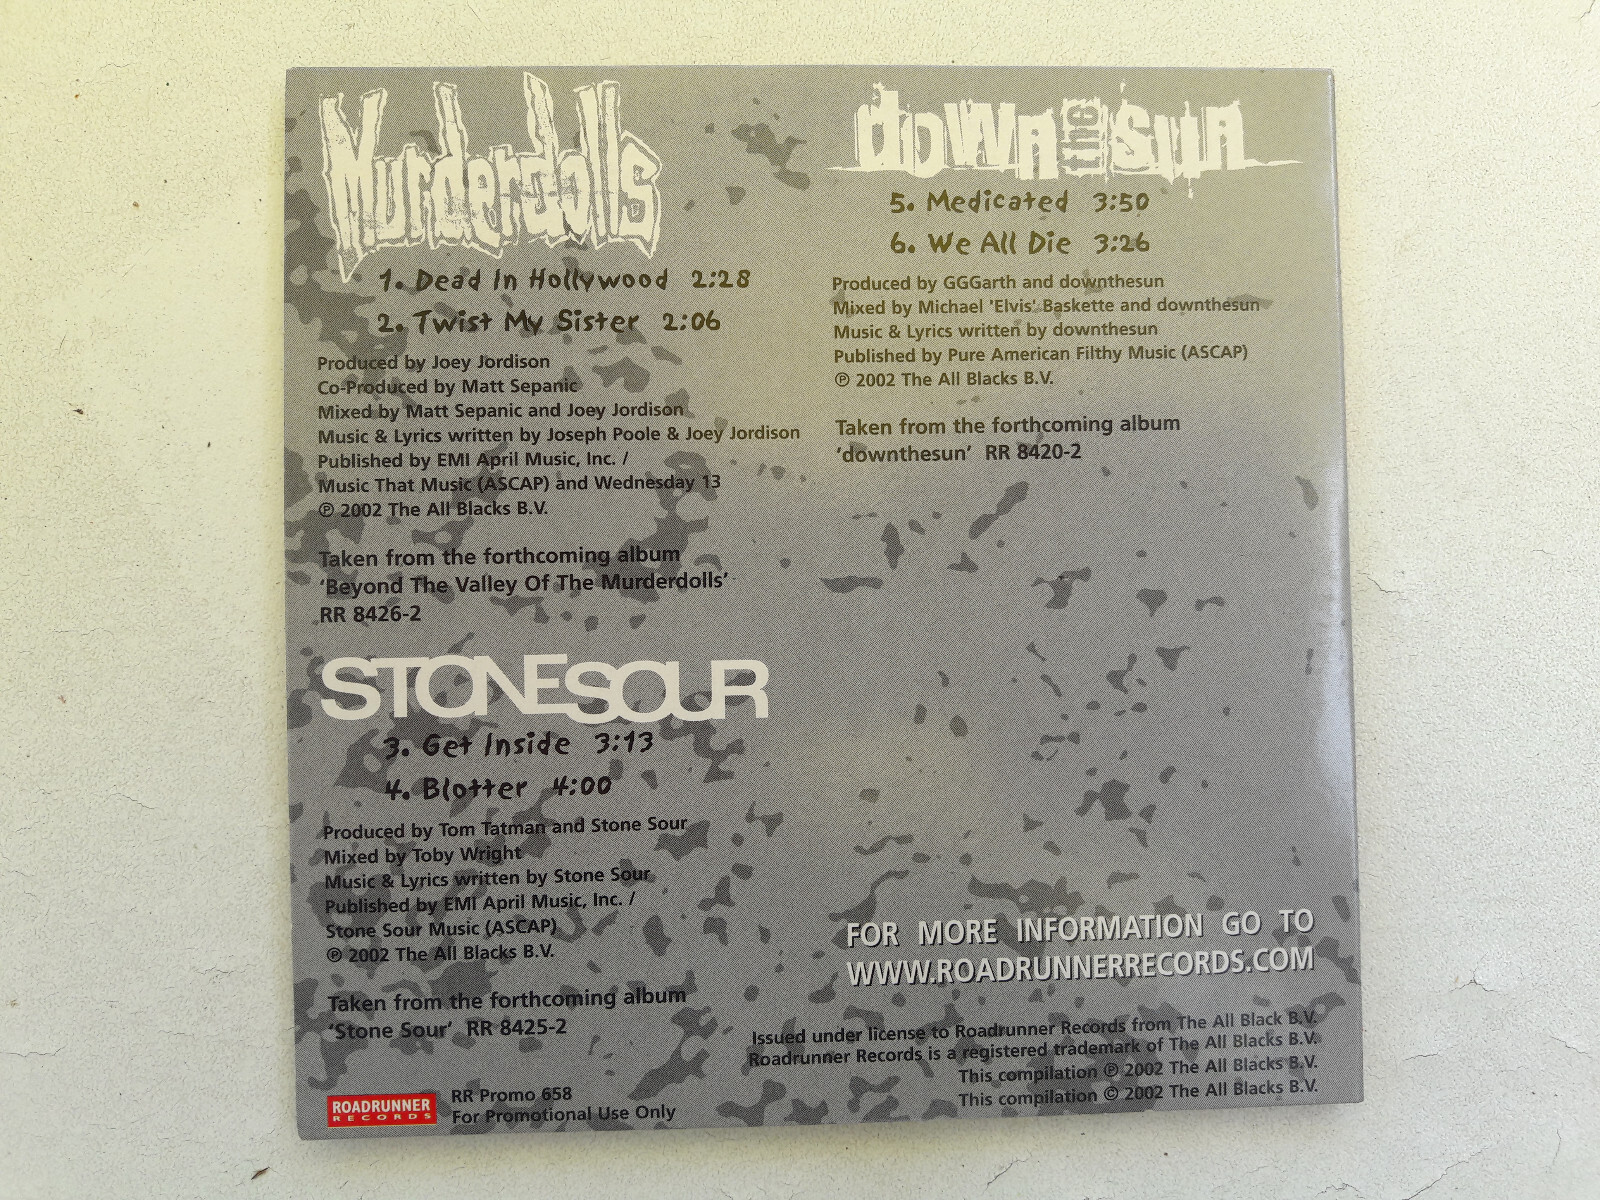 Murderdolls
1. Dead In Hollywood 2:28
2. Twist My Sister 2:06
Produced by Joey Jordison
Co-Produced by Matt Sepanic
Mixed by Matt Sepanic and Joey Jordison
Music & Lyrics written by Joseph Poole & Joey Jordison
Published by EMI April Music, Inc. /
Music That Music (ASCAP) and Wednesday 13
℗ 2002 The All Blacks B.V.
Taken from the forthcoming album
‘Beyond The Valley Of The Murderdolls’
RR 8426-2
STONESOUR
3. Get Inside 3:13
4. Blotter 4:00
Produced by Tom Tatman and Stone Sour
Mixed by Toby Wright
Music & Lyrics written by Stone Sour
Published by EMI April Music, Inc. /
Stone Sour Music (ASCAP)
℗ 2002 The All Blacks B.V.
Taken from the forthcoming album
‘Stone Sour’ RR 8425-2
ROADRUNNER
RECORDS
RR Promo 658
For Promotional Use Only
down the sun
5. Medicated 3:50
6. We All Die 3:26
Produced by GGGarth and downthesun
Mixed by Michael 'Elvis' Baskette and downthesun
Music & Lyrics written by downthesun
Published by Pure American Filthy Music (ASCAP)
℗ 2002 The All Blacks B.V.
Taken from the forthcoming album
‘downthesun’ RR 8420-2
FOR MORE INFORMATION GO TO
WWW.ROADRUNNERRECORDS.COM
Issued under license to Roadrunner Records from The All Black B.V.
Roadrunner Records is a registered trademark of The All Blacks B.V.
This compilation ℗ 2002 The All Blacks B.V.
This compilation © 2002 The All Blacks B.V.